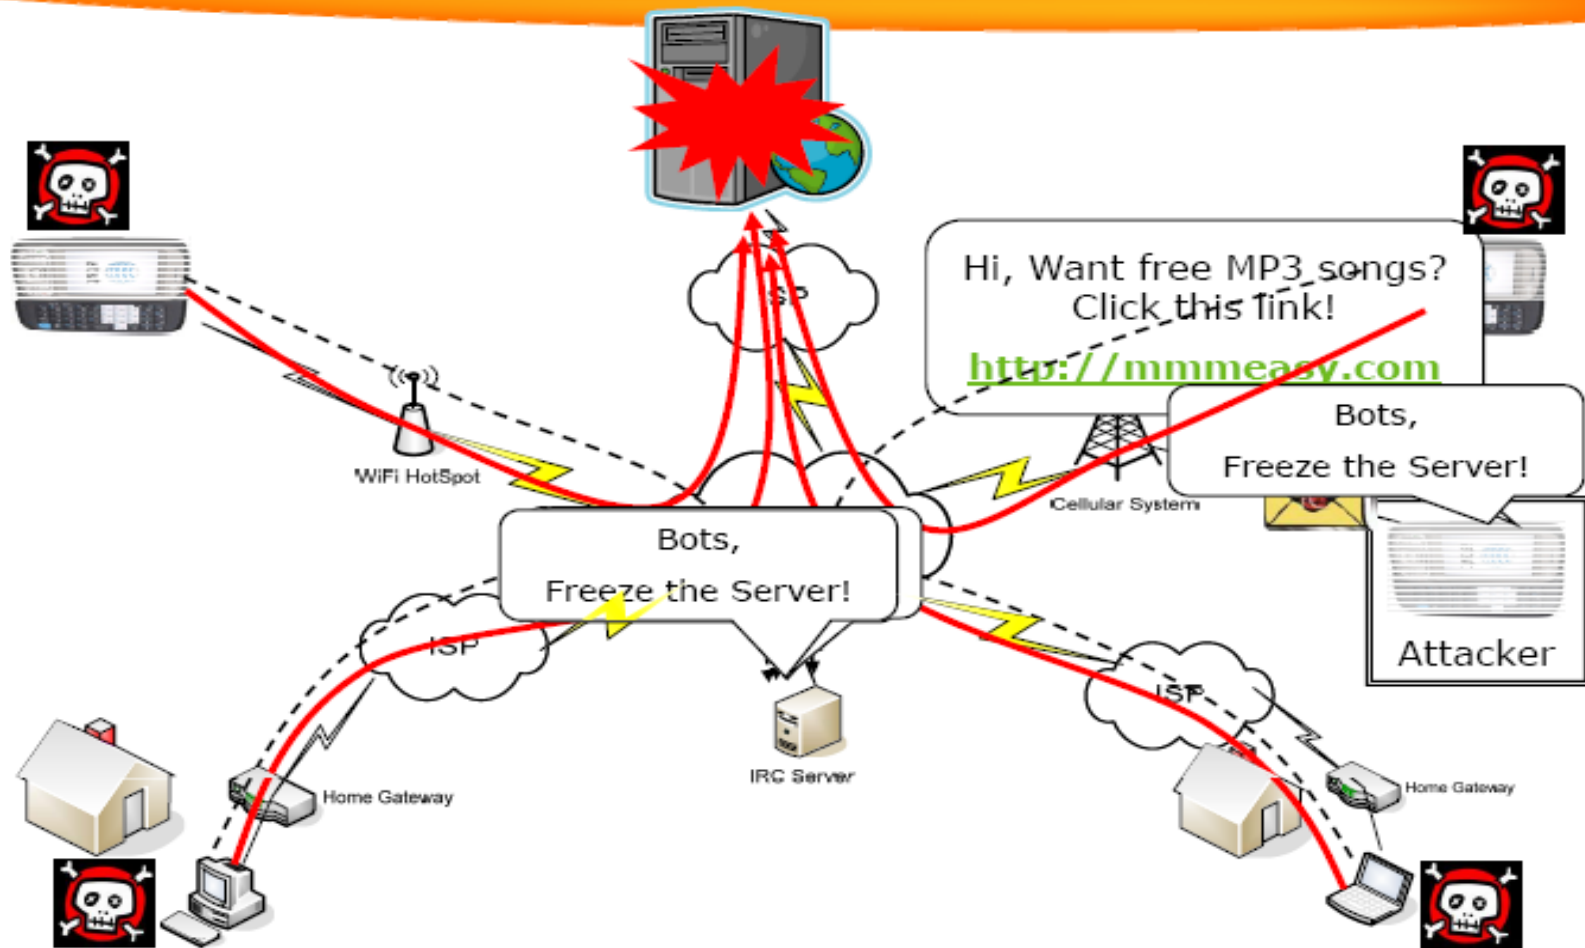 ISP
Hi, Want free MP3 songs?
Click this link!
http://mmmeasy.com
Bots,
Freeze the Server!
WiFi HotSpot
Cellular System
Bots,
Freeze the Server!
ISP
Attacker
ISP
IRC Server
Home Gateway
Home Gateway